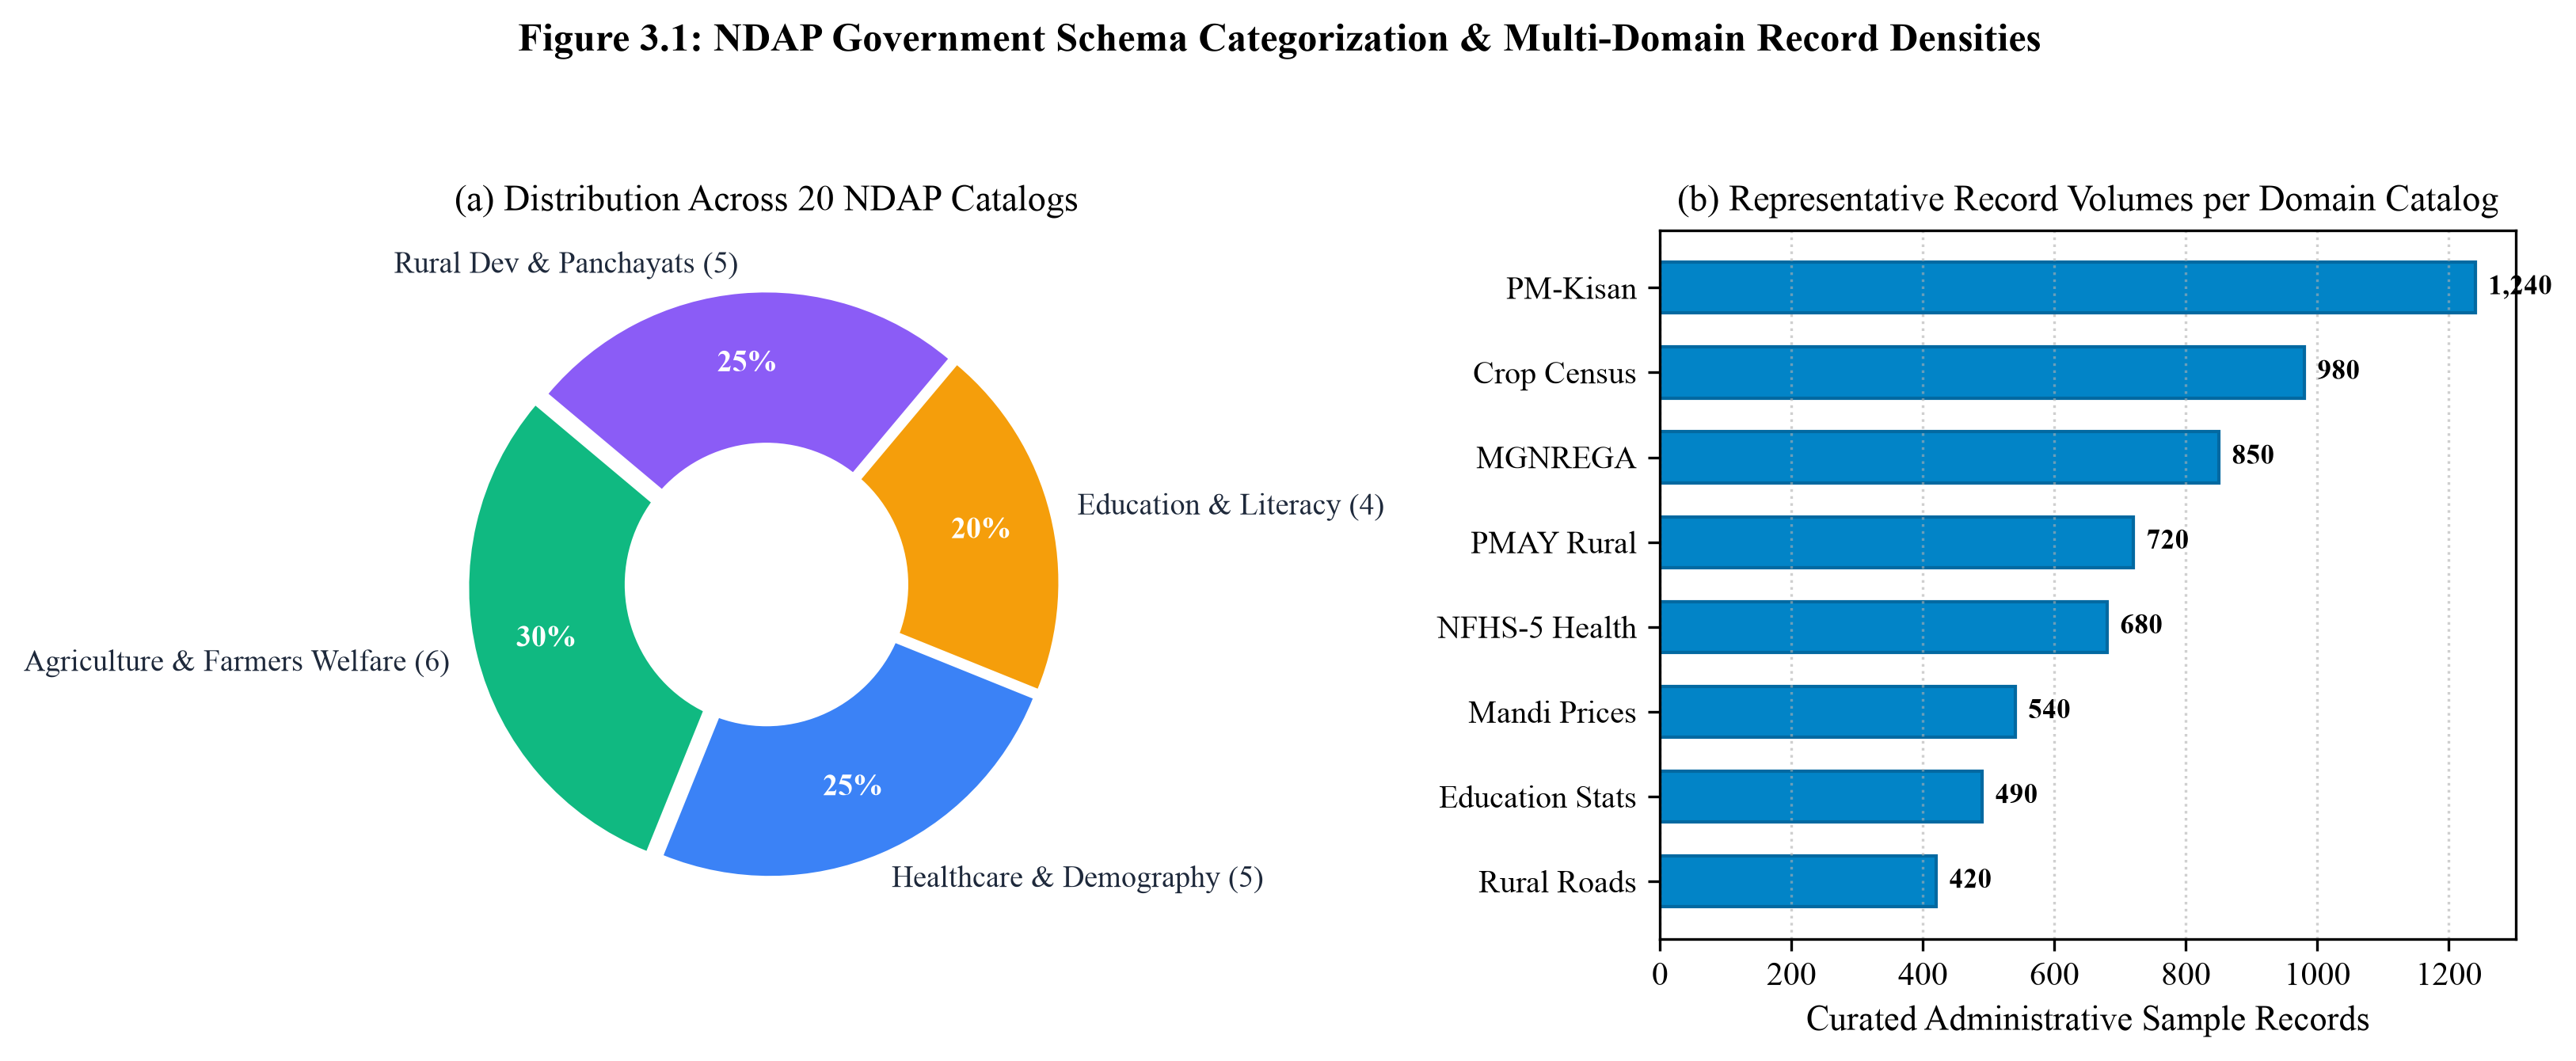 Figure 3.1: NDAP Government Schema Categorization & Multi-Domain Record Densities
(a) Distribution Across 20 NDAP Catalogs
Rural Dev & Panchayats (5)
25%
Education & Literacy (4)
20%
30%
Agriculture & Farmers Welfare (6)
25%
Healthcare & Demography (5)
(b) Representative Record Volumes per Domain Catalog
PM-Kisan 1,240
Crop Census 980
MGNREGA 850
PMAY Rural 720
NFHS-5 Health 680
Mandi Prices 540
Education Stats 490
Rural Roads 420
0 200 400 600 800 1000 1200
Curated Administrative Sample Records